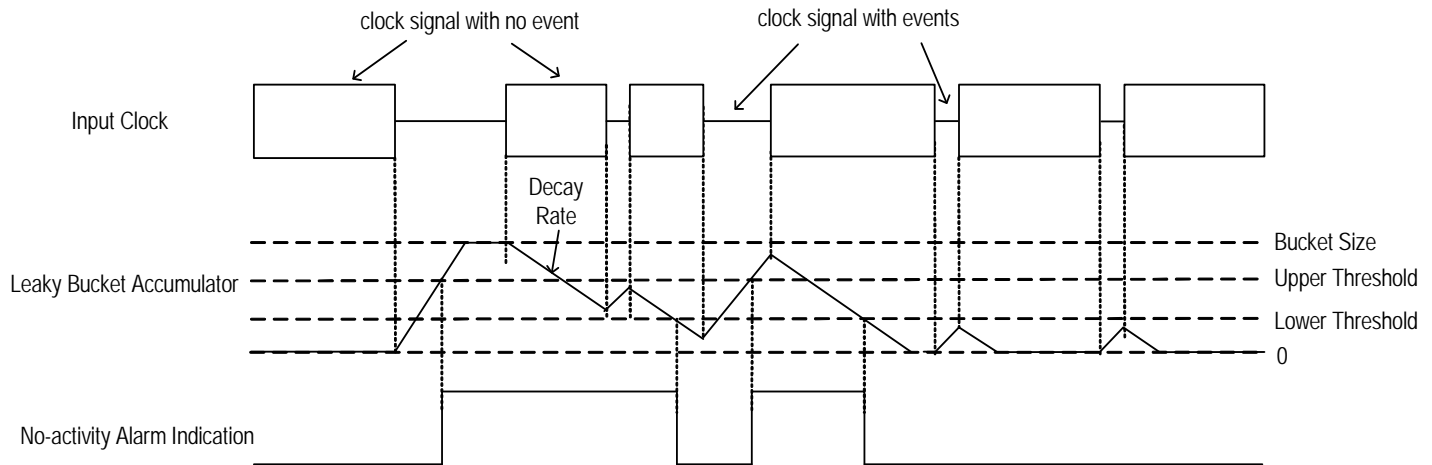 clock signal with no event
clock signal with events
Input Clock
Decay
Rate
Bucket Size
Leaky Bucket Accumulator
Upper Threshold
Lower Threshold
0
No-activity Alarm Indication